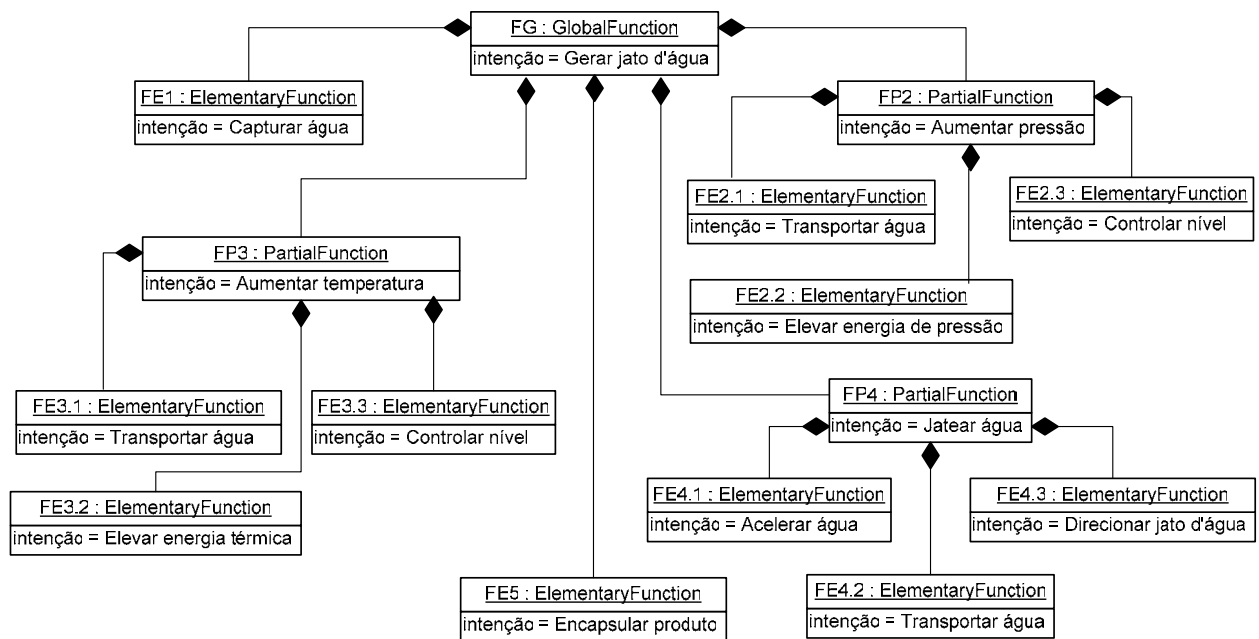 FG : GlobalFunction
intenção = Gerar jato d'água
FE1 : ElementaryFunction
intenção = Capturar água
FP2 : PartialFunction
intenção = Aumentar pressão
FE2.1 : ElementaryFunction
intenção = Transportar água
FE2.3 : ElementaryFunction
intenção = Controlar nível
FP3 : PartialFunction
intenção = Aumentar temperatura
FE2.2 : ElementaryFunction
intenção = Elevar energia de pressão
FE3.1 : ElementaryFunction
intenção = Transportar água
FE3.3 : ElementaryFunction
intenção = Controlar nível
FP4 : PartialFunction
intenção = Jatear água
FE3.2 : ElementaryFunction
intenção = Elevar energia térmica
FE4.1 : ElementaryFunction
intenção = Acelerar água
FE4.3 : ElementaryFunction
intenção = Direcionar jato d'água
FE5 : ElementaryFunction
intenção = Encapsular produto
FE4.2 : ElementaryFunction
intenção = Transportar água